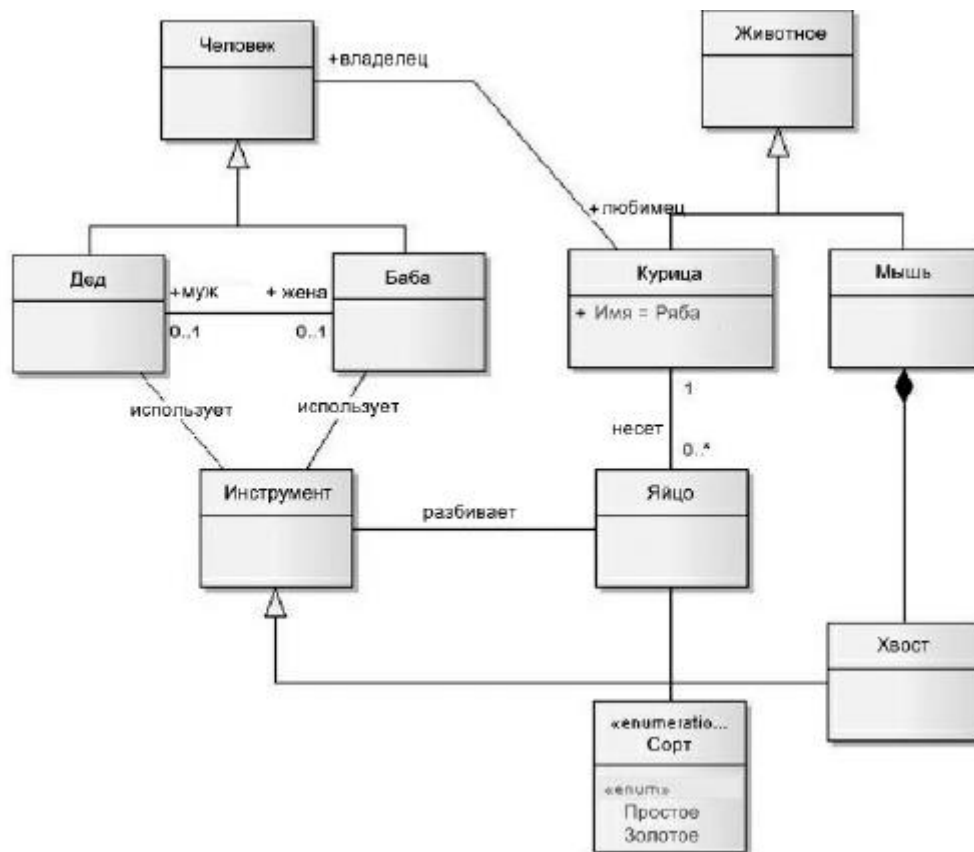 Человек
Животное
+владелец
+ любимец
Дед
+муж
+ жена
Баба
0..1
0..1
Курица
+ Имя = Ряба
Мышь
использует
использует
1
несет
0..*
Инструмент
разбивает
Яйцо
Хвост
«enumeratio...
Сорт
«enum»
Простое
Золотое